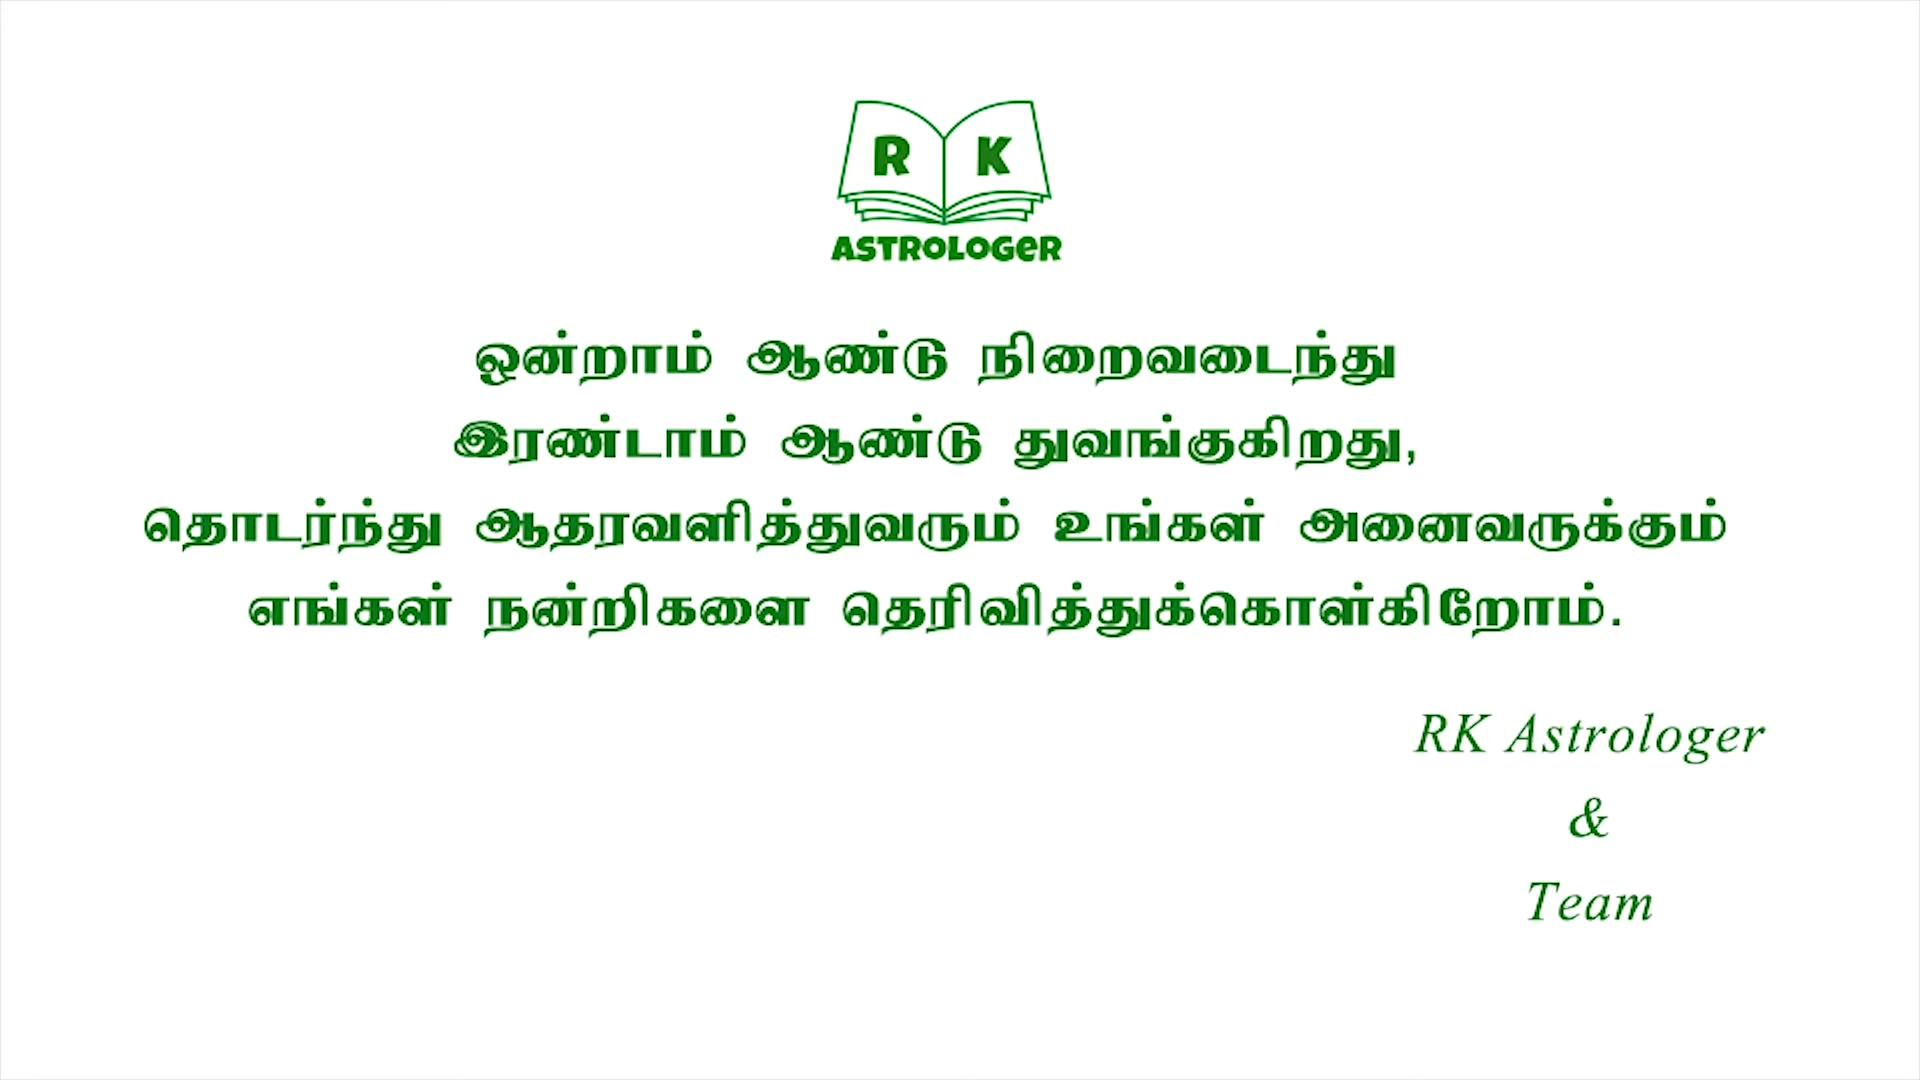 R K
ASTROLOGER
ஒன்றாம் ஆண்டு நிறைவடைந்து
இரண்டாம் ஆண்டு துவங்குகிறது,
தொடர்ந்து ஆதரவளித்துவரும் உங்கள் அனைவருக்கும்
எங்கள் நன்றிகளை தெரிவித்துக்கொள்கிறோம்.
RK Astrologer
&
Team